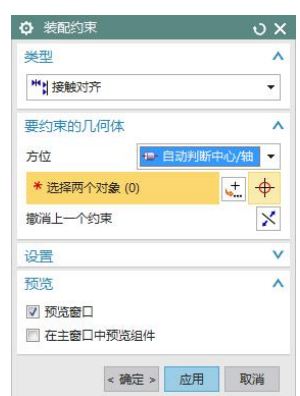 装配约束
类型
接触对齐
要约束的几何体
方位
自动判断中心/轴
* 选择两个对象 (0)
撤消上一个约束
设置
预览
预览窗口
在主窗口中预览组件
< 确定 > 应用 取消